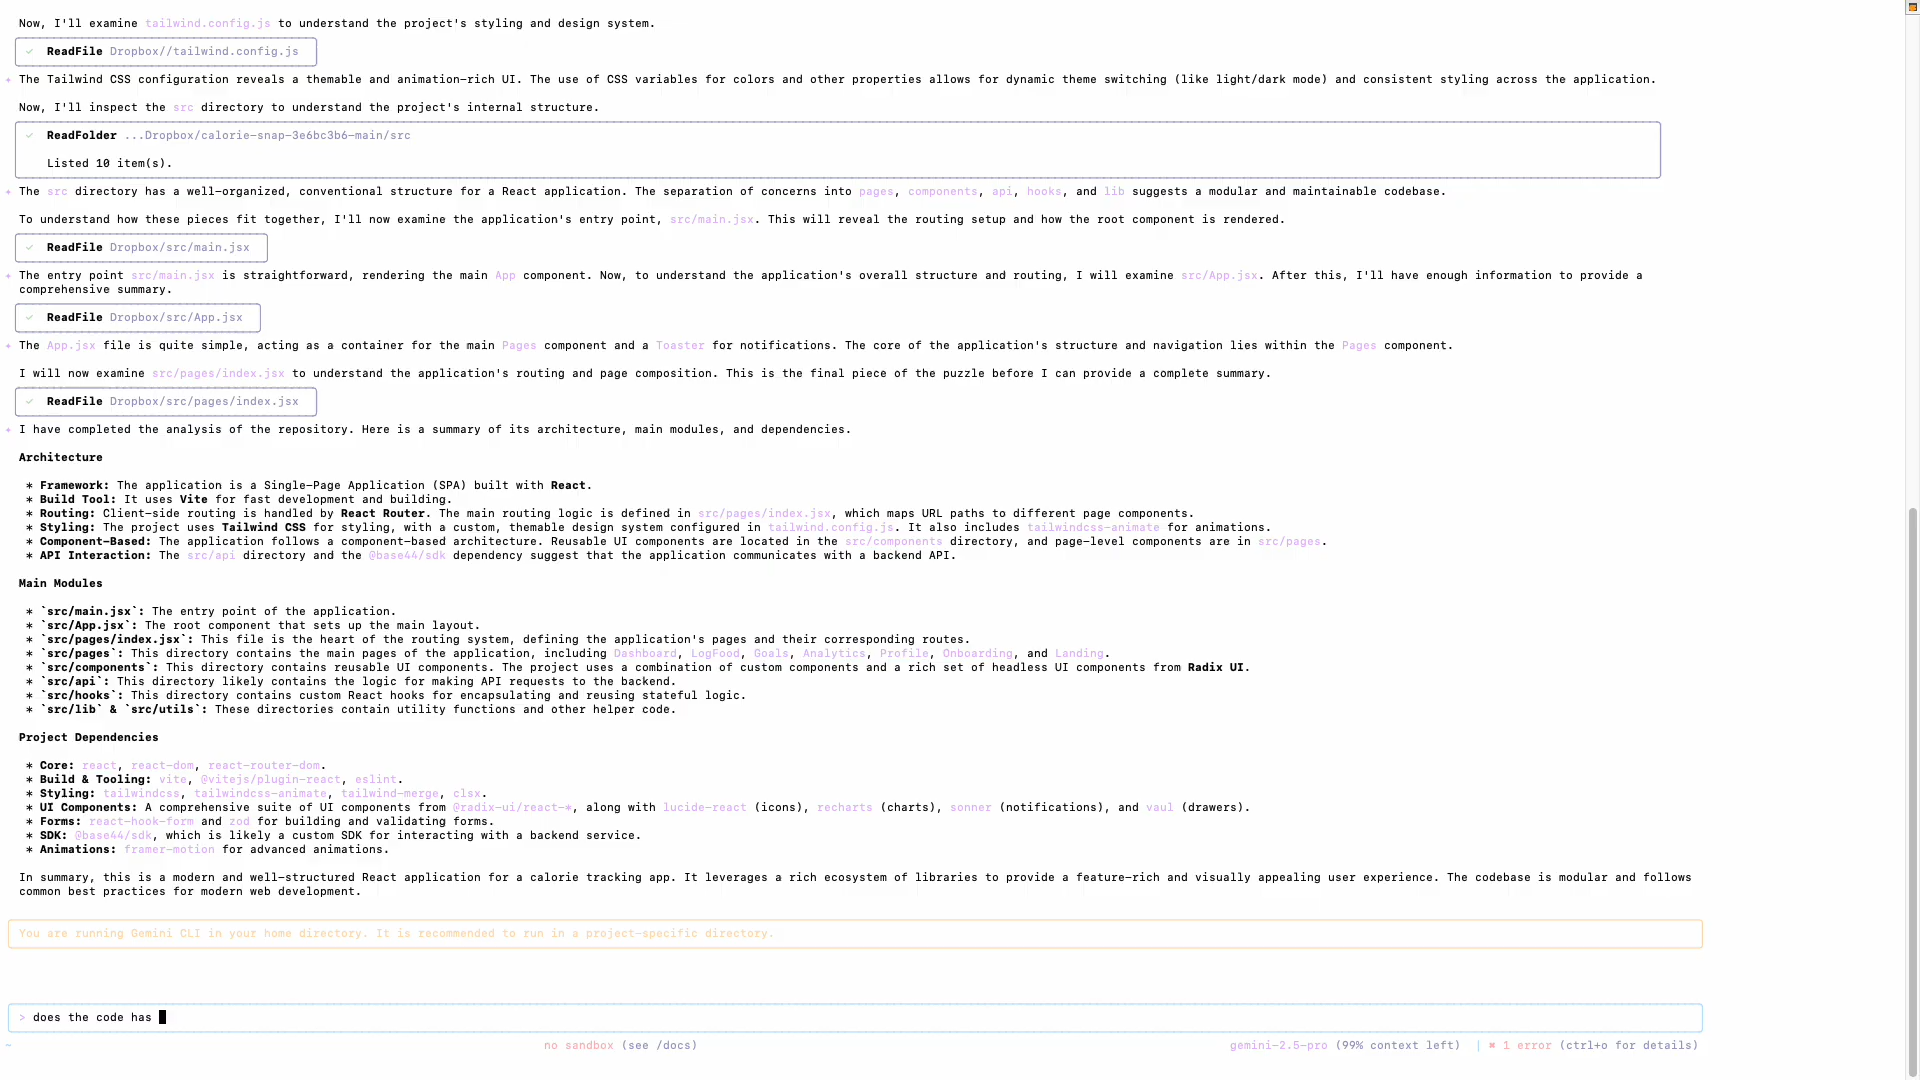 Now, I'll examine tailwind.config.js to understand the project's styling and design system.
✓ ReadFile Dropbox//tailwind.config.js
✦ The Tailwind CSS configuration reveals a themable and animation-rich UI. The use of CSS variables for colors and other properties allows for dynamic theme switching (like light/dark mode) and consistent styling across the application.
Now, I'll inspect the src directory to understand the project's internal structure.
✓ ReadFolder ...Dropbox/calorie-snap-3e6bc3b6-main/src
Listed 10 item(s).
✦ The src directory has a well-organized, conventional structure for a React application. The separation of concerns into pages, components, api, hooks, and lib suggests a modular and maintainable codebase.
To understand how these pieces fit together, I'll now examine the application's entry point, src/main.jsx. This will reveal the routing setup and how the root component is rendered.
✓ ReadFile Dropbox/src/main.jsx
✦ The entry point src/main.jsx is straightforward, rendering the main App component. Now, to understand the application's overall structure and routing, I will examine src/App.jsx. After this, I'll have enough information to provide a
comprehensive summary.
✓ ReadFile Dropbox/src/App.jsx
✦ The App.jsx file is quite simple, acting as a container for the main Pages component and a Toaster for notifications. The core of the application's structure and navigation lies within the Pages component.
I will now examine src/pages/index.jsx to understand the application's routing and page composition. This is the final piece of the puzzle before I can provide a complete summary.
✓ ReadFile Dropbox/src/pages/index.jsx
✦ I have completed the analysis of the repository. Here is a summary of its architecture, main modules, and dependencies.
Architecture
* Framework: The application is a Single-Page Application (SPA) built with React.
* Build Tool: It uses Vite for fast development and building.
* Routing: Client-side routing is handled by React Router. The main routing logic is defined in src/pages/index.jsx, which maps URL paths to different page components.
* Styling: The project uses Tailwind CSS for styling, with a custom, themable design system configured in tailwind.config.js. It also includes tailwindcss-animate for animations.
* Component-Based: The application follows a component-based architecture. Reusable UI components are located in the src/components directory, and page-level components are in src/pages.
* API Interaction: The src/api directory and the @base44/sdk dependency suggest that the application communicates with a backend API.
Main Modules
* `src/main.jsx`: The entry point of the application.
* `src/App.jsx`: The root component that sets up the main layout.
* `src/pages/index.jsx`: This file is the heart of the routing system, defining the application's pages and their corresponding routes.
* `src/pages`: This directory contains the main pages of the application, including Dashboard, LogFood, Goals, Analytics, Profile, Onboarding, and Landing.
* `src/components`: This directory contains reusable UI components. The project uses a combination of custom components and a rich set of headless UI components from Radix UI.
* `src/api`: This directory likely contains the logic for making API requests to the backend.
* `src/hooks`: This directory contains custom React hooks for encapsulating and reusing stateful logic.
* `src/lib` & `src/utils`: These directories contain utility functions and other helper code.
Project Dependencies
* Core: react, react-dom, react-router-dom.
* Build & Tooling: vite, @vitejs/plugin-react, eslint.
* Styling: tailwindcss, tailwindcss-animate, tailwind-merge, clsx.
* UI Components: A comprehensive suite of UI components from @radix-ui/react-*, along with lucide-react (icons), recharts (charts), sonner (notifications), and vaul (drawers).
* Forms: react-hook-form and zod for building and validating forms.
* SDK: @base44/sdk, which is likely a custom SDK for interacting with a backend service.
* Animations: framer-motion for advanced animations.
In summary, this is a modern and well-structured React application for a calorie tracking app. It leverages a rich ecosystem of libraries to provide a feature-rich and visually appealing user experience. The codebase is modular and follows
common best practices for modern web development.
You are running Gemini CLI in your home directory. It is recommended to run in a project-specific directory.
> does the code has
~ no sandbox (see /docs) gemini-2.5-pro (99% context left) | ✖ 1 error (ctrl+o for details)